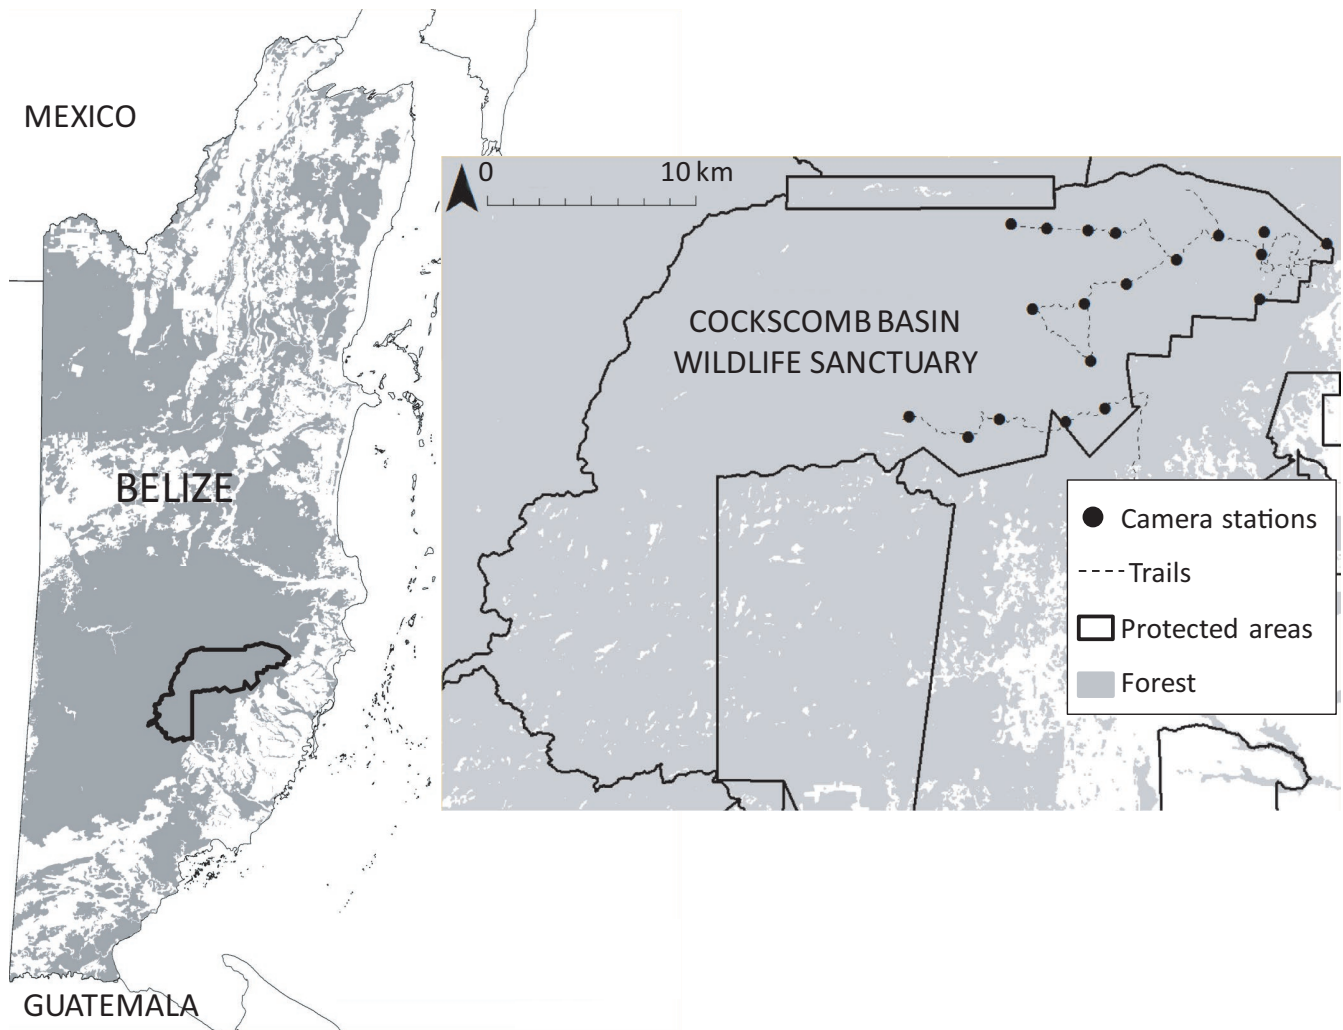 MEXICO
0 10 km
COCKSCOMB BASIN
WILDLIFE SANCTUARY
BELIZE
Camera stations
Trails
Protected areas
Forest
GUATEMALA